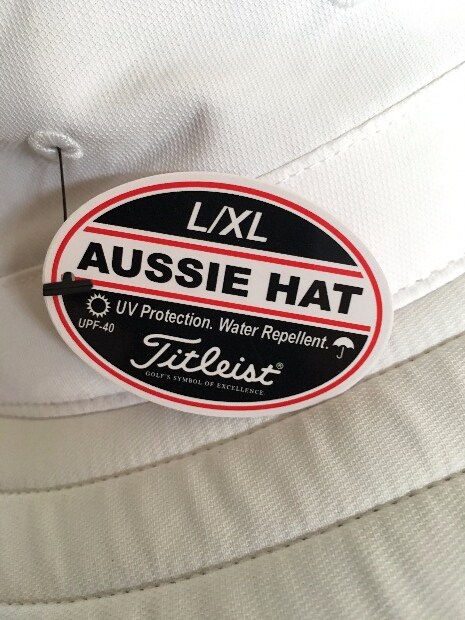 L/XL
AUSSIE HAT
UV Protection. Water Repellent.
UPF-40
Titleist®
GOLF'S SYMBOL OF EXCELLENCE.